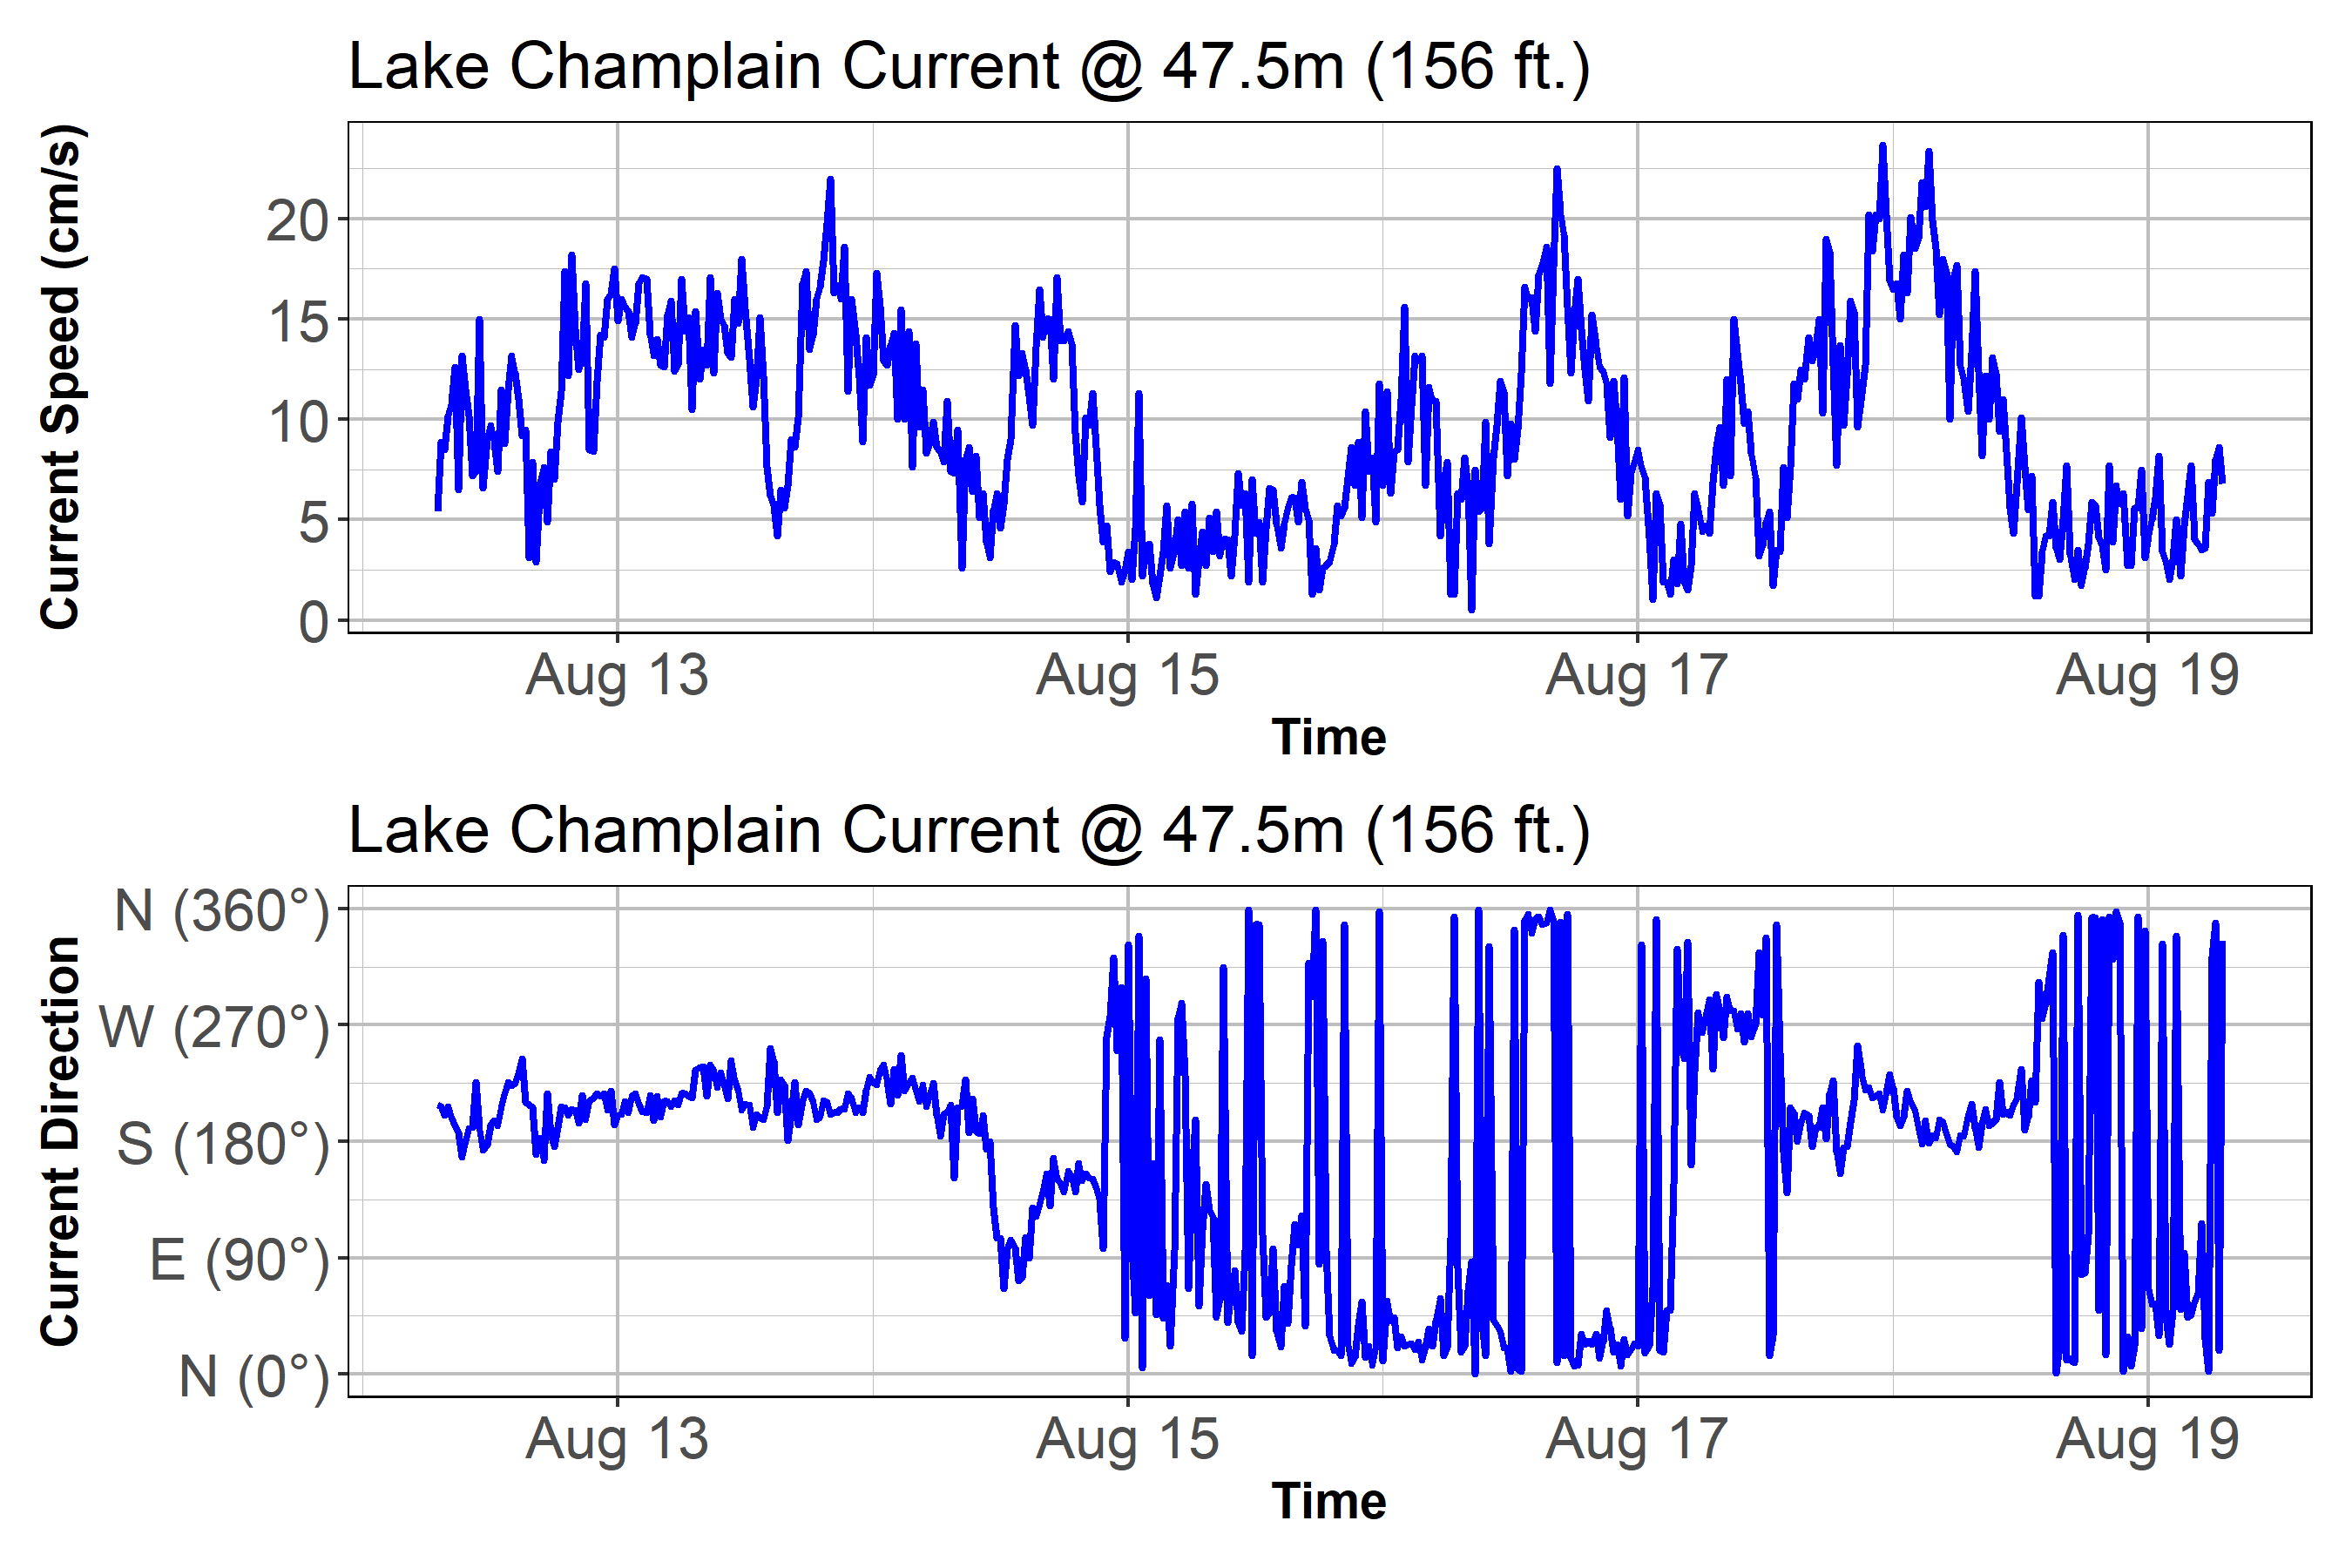 Lake Champlain Current @ 47.5m (156 ft.)
Current Speed (cm/s)
20
15
10
5
0
Aug 13 Aug 15 Aug 17 Aug 19
Time
Lake Champlain Current @ 47.5m (156 ft.)
Current Direction
N (360°)
W (270°)
S (180°)
E (90°)
N (0°)
Aug 13 Aug 15 Aug 17 Aug 19
Time